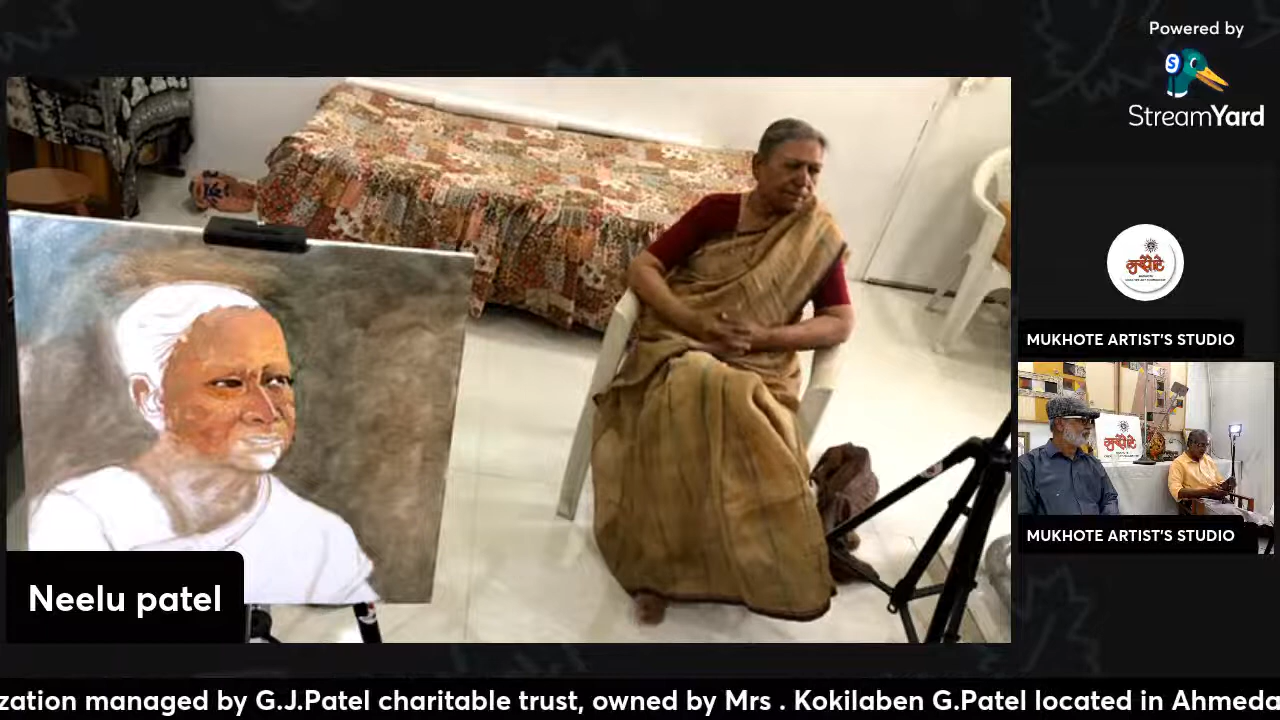 Powered by
StreamYard
मुखोटे
MUKHOTE ARTIST'S STUDIO
मुखोटे
MUKHOTE ARTIST'S STUDIO
Neelu patel
zation managed by G.J.Patel charitable trust, owned by Mrs . Kokilaben G.Patel located in Ahmeda